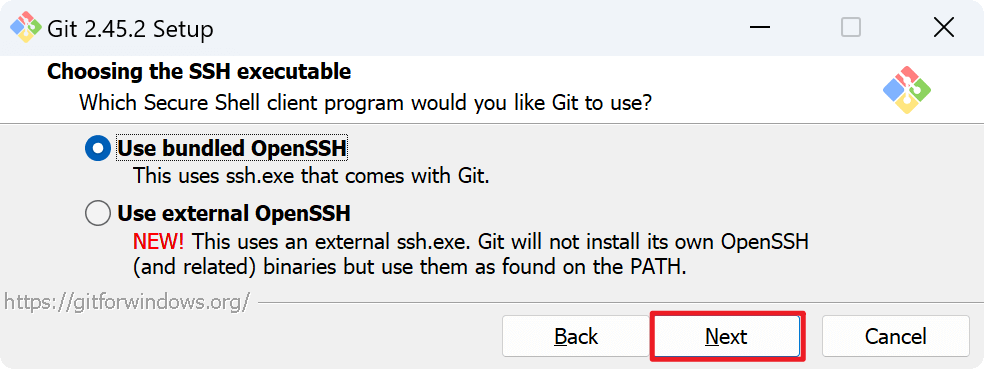 Git 2.45.2 Setup
Choosing the SSH executable
Which Secure Shell client program would you like Git to use?
Use bundled OpenSSH
This uses ssh.exe that comes with Git.
Use external OpenSSH
NEW! This uses an external ssh.exe. Git will not install its own OpenSSH
(and related) binaries but use them as found on the PATH.
https://gitforwindows.org/
Back Next Cancel